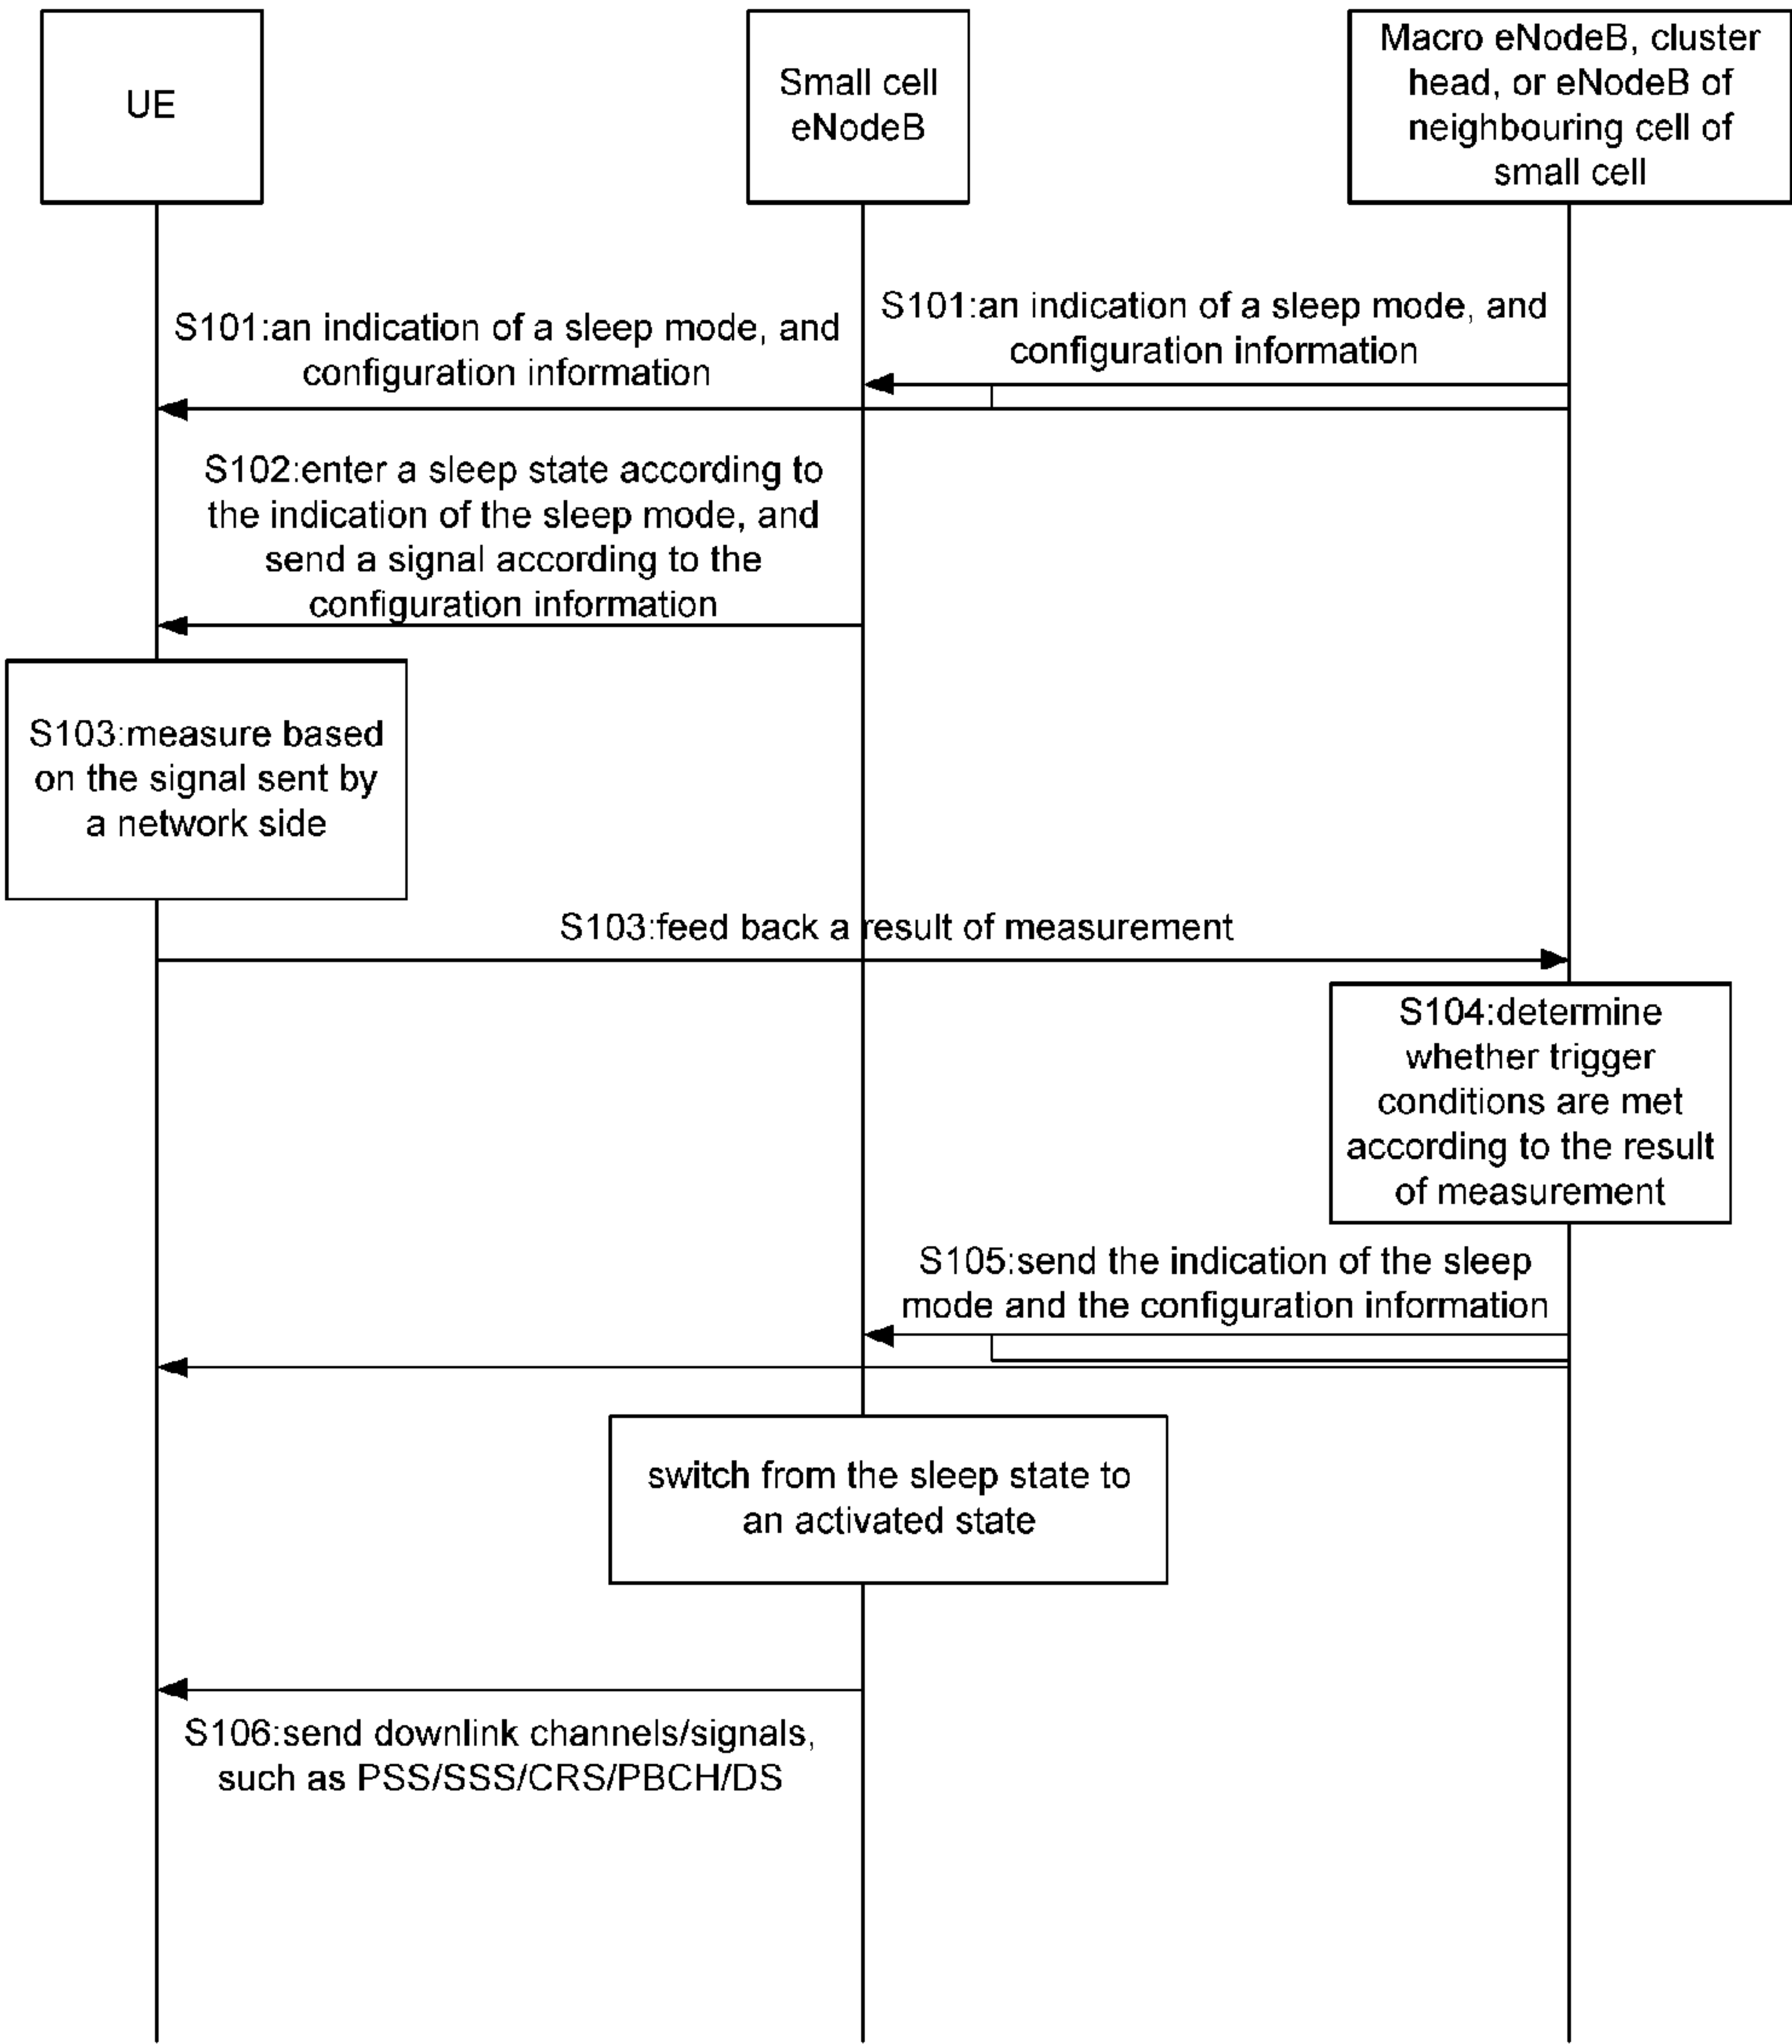 UE
Small cell
eNodeB
Macro eNodeB, cluster
head, or eNodeB of
neighbouring cell of
small cell
S101:an indication of a sleep mode, and
configuration information
S101:an indication of a sleep mode, and
configuration information
S102:enter a sleep state according to
the indication of the sleep mode, and
send a signal according to the
configuration information
S103:measure based
on the signal sent by
a network side
S103:feed back a result of measurement
S104:determine
whether trigger
conditions are met
according to the result
of measurement
S105:send the indication of the sleep
mode and the configuration information
switch from the sleep state to
an activated state
S106:send downlink channels/signals,
such as PSS/SSS/CRS/PBCH/DS